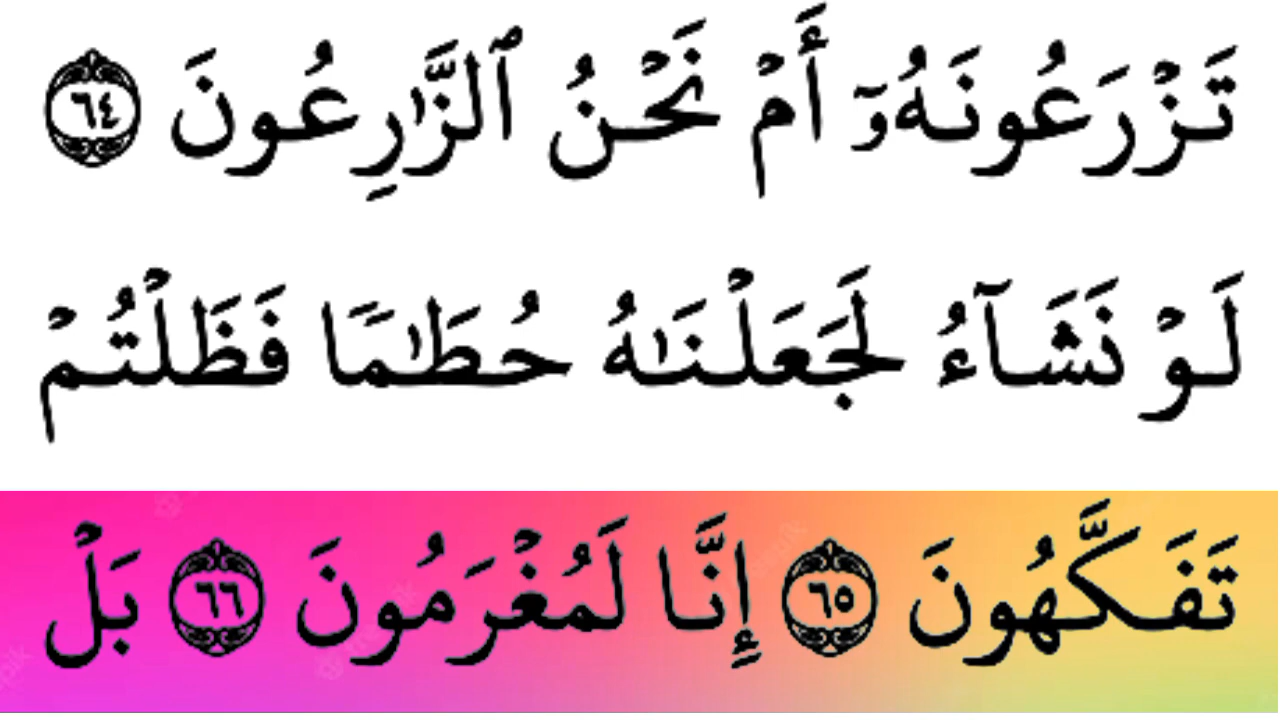 تَزْرَعُونَهُۥٓ أَمْ نَحْنُ ٱلزَّٰرِعُونَ ٦٤
لَوْ نَشَآءُ لَجَعَلْنَٰهُ حُطَٰمًا فَظَلْتُمْ
تَفَكَّهُونَ ٦٥ إِنَّا لَمُغْرَمُونَ ٦٦ بَلْ